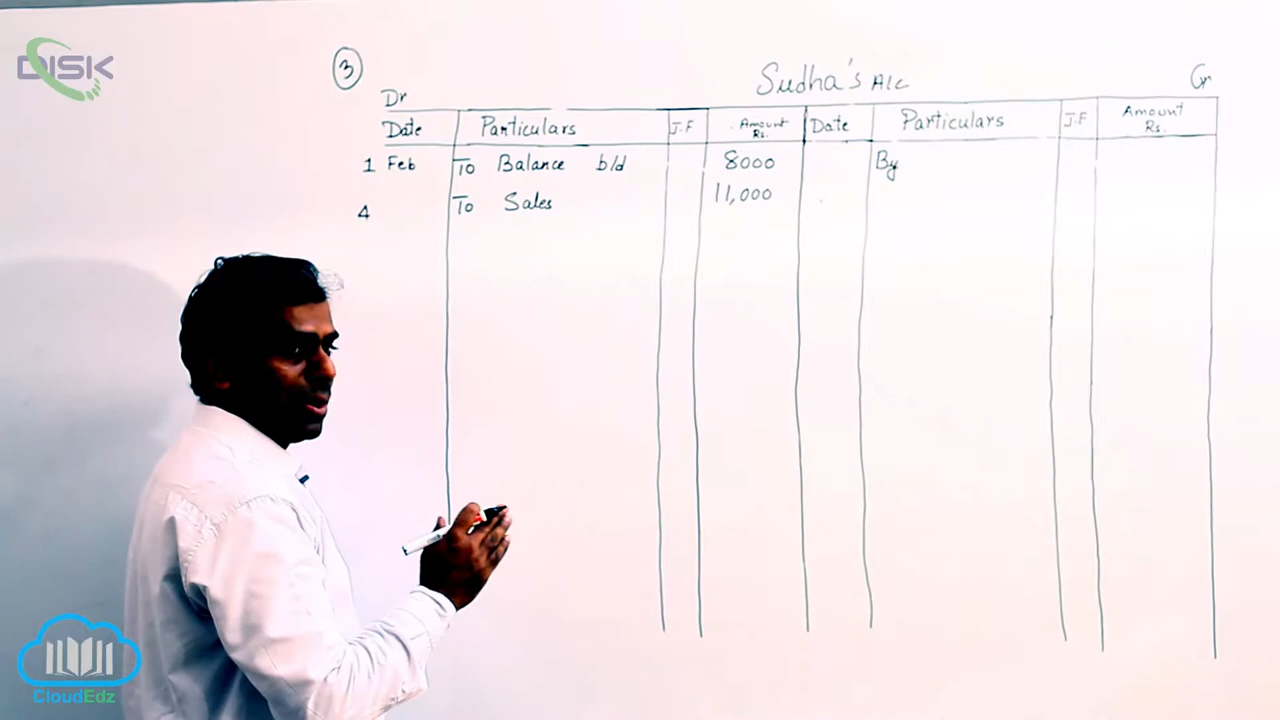 DISK
3
Sudha's A/c
Dr
Cr
Date Particulars J.F Amount Rs. Date Particulars J.F Amount Rs.
1 Feb To Balance b/d 8000 By
4 To Sales 11,000
CloudEdz